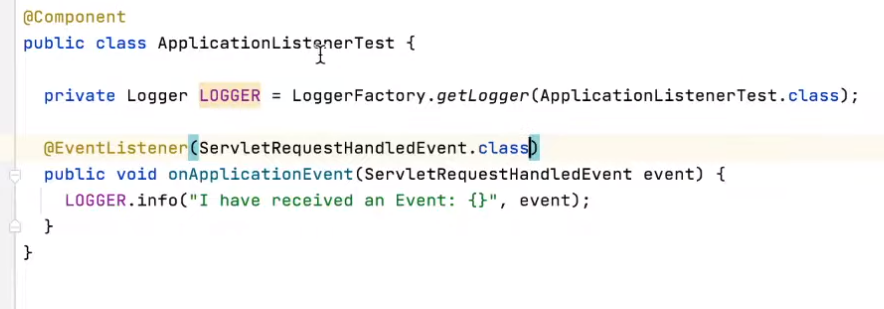 @Component
public class ApplicationListenerTest {
private Logger LOGGER = LoggerFactory.getLogger(ApplicationListenerTest.class);
@EventListener(ServletRequestHandledEvent.class)
public void onApplicationEvent(ServletRequestHandledEvent event) {
LOGGER.info("I have received an Event: {}", event);
}
}